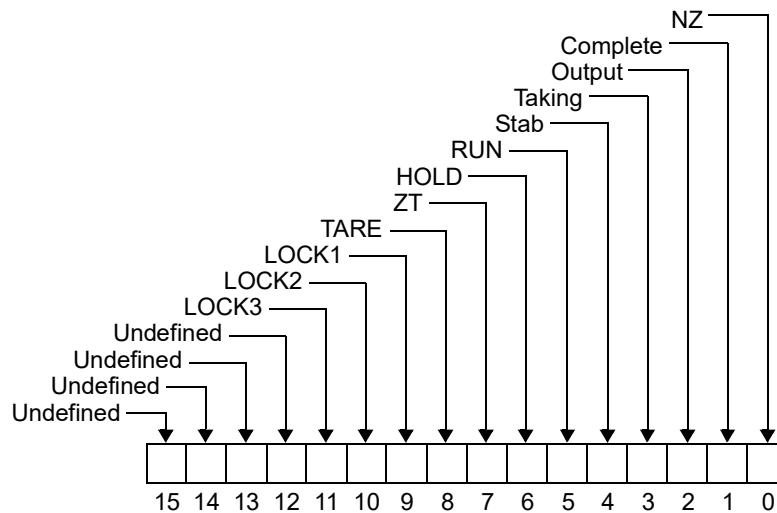 NZ
Complete
Output
Taking
Stab
RUN
HOLD
ZT
TARE
LOCK1
LOCK2
LOCK3
Undefined
Undefined
Undefined
Undefined
15 14 13 12 11 10 9 8 7 6 5 4 3 2 1 0